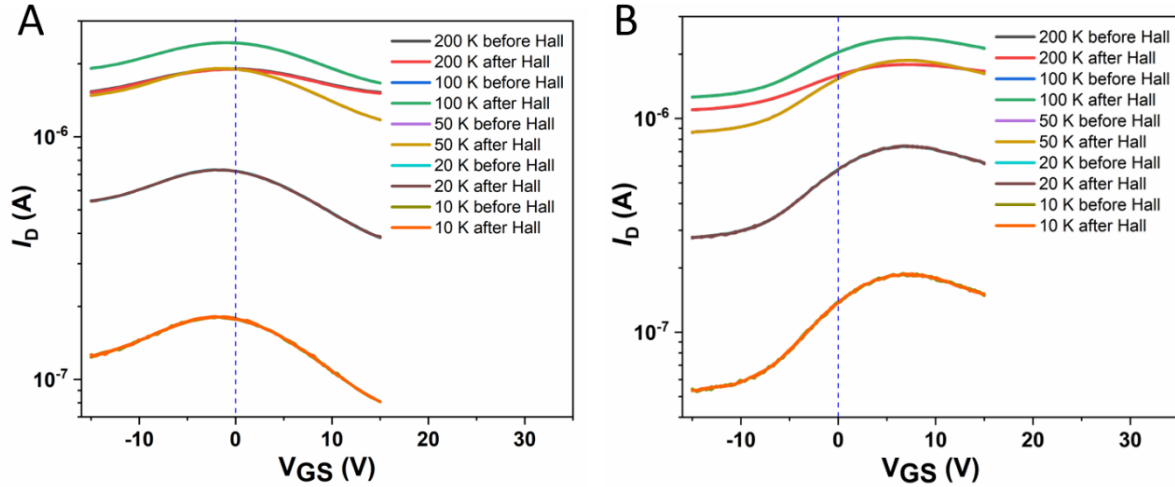 A
200 K before Hall
200 K after Hall
100 K before Hall
100 K after Hall
50 K before Hall
50 K after Hall
20 K before Hall
20 K after Hall
10 K before Hall
10 K after Hall
10⁻⁶
10⁻⁷
I_D (A)
-10 0 10 20 30
V_GS (V)
B
200 K before Hall
200 K after Hall
100 K before Hall
100 K after Hall
50 K before Hall
50 K after Hall
20 K before Hall
20 K after Hall
10 K before Hall
10 K after Hall
10⁻⁶
10⁻⁷
I_D (A)
-10 0 10 20 30
V_GS (V)